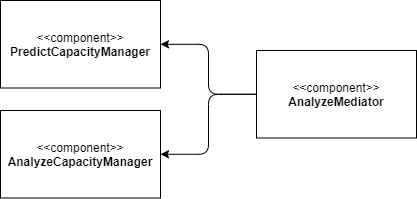 <<component>>
PredictCapacityManager
<<component>>
AnalyzeMediator
<<component>>
AnalyzeCapacityManager